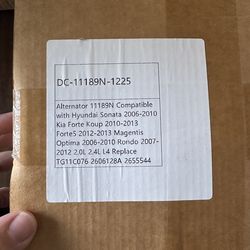 DC-11189N-1225
Alternator 11189N Compatible
with Hyundai Sonata 2006-2010
Kia Forte Koup 2010-2013
Forte5 2012-2013 Magentis
Optima 2006-2010 Rondo 2007-
2012 2.0L 2.4L L4 Replace
TG11C076 2606128A 2655544